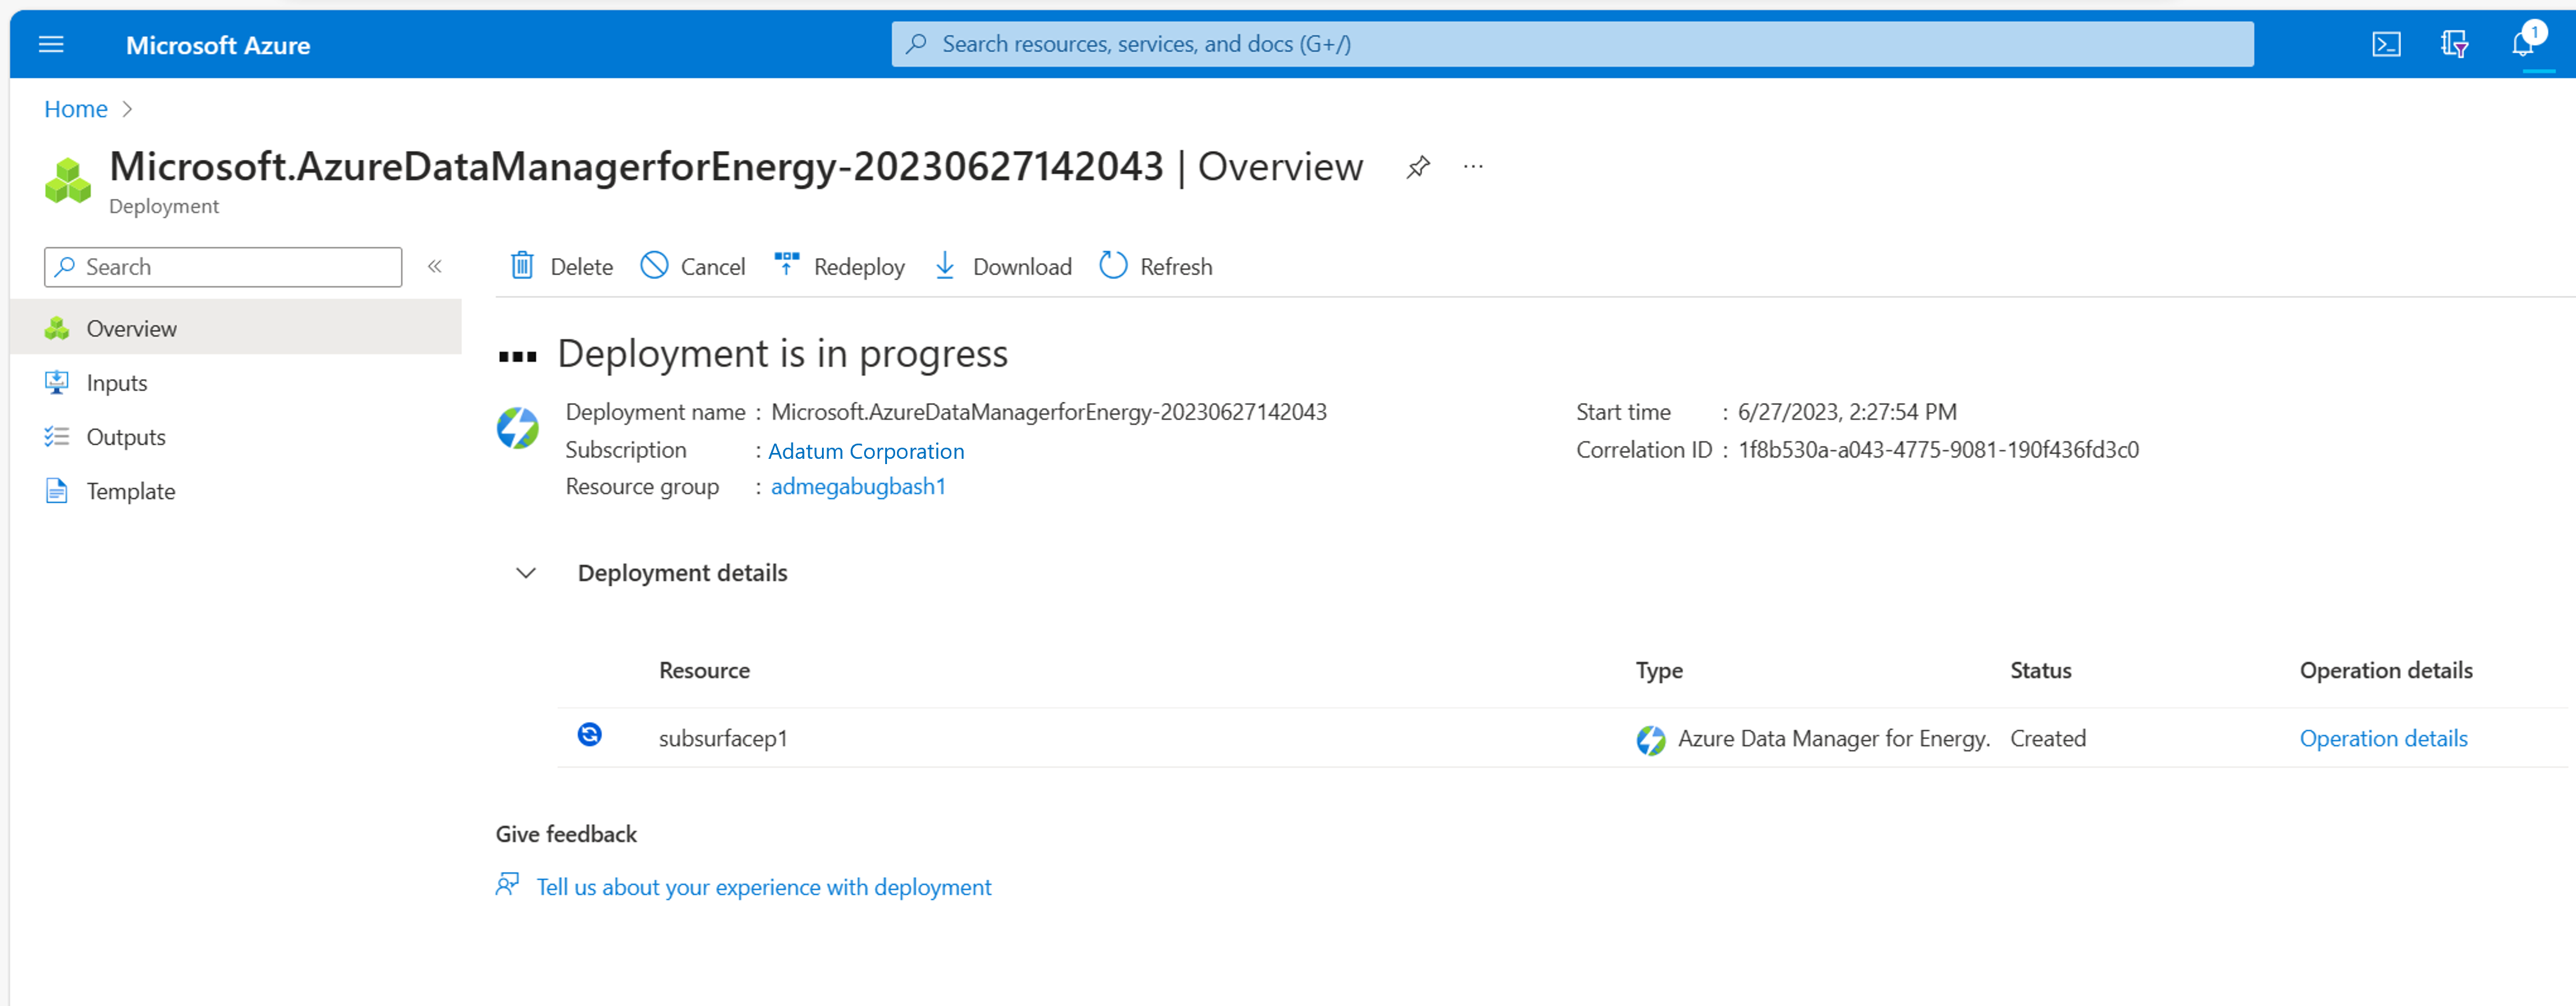 Microsoft Azure
Search resources, services, and docs (G+/)
1
Home
Microsoft.AzureDataManagerforEnergy-20230627142043 | Overview
Deployment
Search
Delete
Cancel
Redeploy
Download
Refresh
Overview
Inputs
Outputs
Template
Deployment is in progress
Deployment name : Microsoft.AzureDataManagerforEnergy-20230627142043
Subscription : Adatum Corporation
Resource group : admegabugbash1
Start time : 6/27/2023, 2:27:54 PM
Correlation ID : 1f8b530a-a043-4775-9081-190f436fd3c0
Deployment details
Resource Type Status Operation details
subsurfacep1 Azure Data Manager for Energy. Created Operation details
Give feedback
Tell us about your experience with deployment